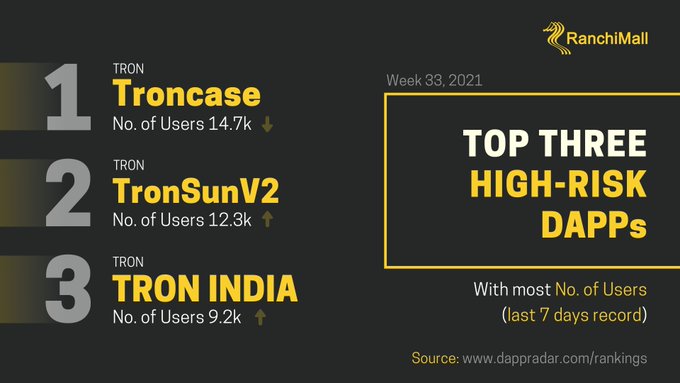 RanchiMall
Week 33, 2021
TOP THREE
HIGH-RISK
DAPPs
With most No. of Users
(last 7 days record)
Source: www.dappradar.com/rankings
1
TRON
Troncase
No. of Users 14.7k
2
TRON
TronSunV2
No. of Users 12.3k
3
TRON
TRON INDIA
No. of Users 9.2k